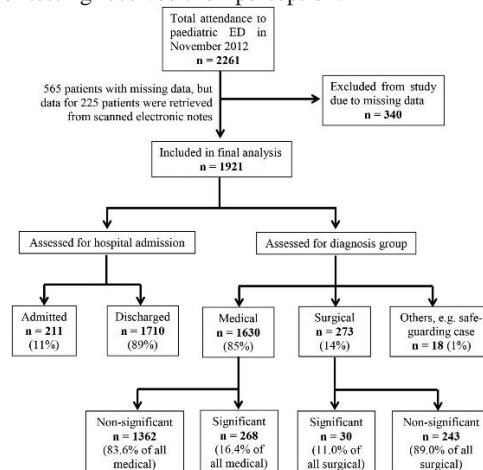 Total attendance to
paediatric ED in
November 2012
n = 2261
565 patients with missing data, but
data for 225 patients were retrieved
from scanned electronic notes
Excluded from study
due to missing data
n = 340
Included in final analysis
n = 1921
Assessed for hospital admission
Assessed for diagnosis group
Admitted
n = 211
(11%)
Discharged
n = 1710
(89%)
Medical
n = 1630
(85%)
Surgical
n = 273
(14%)
Others, e.g. safe-
guarding case
n = 18 (1%)
Non-significant
n = 1362
(83.6% of all
medical)
Significant
n = 268
(16.4% of all
medical)
Significant
n = 30
(11.0% of
all surgical)
Non-significant
n = 243
(89.0% of all
surgical)